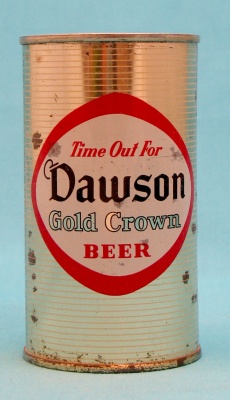 Time Out For
Dawson
Gold Crown
BEER